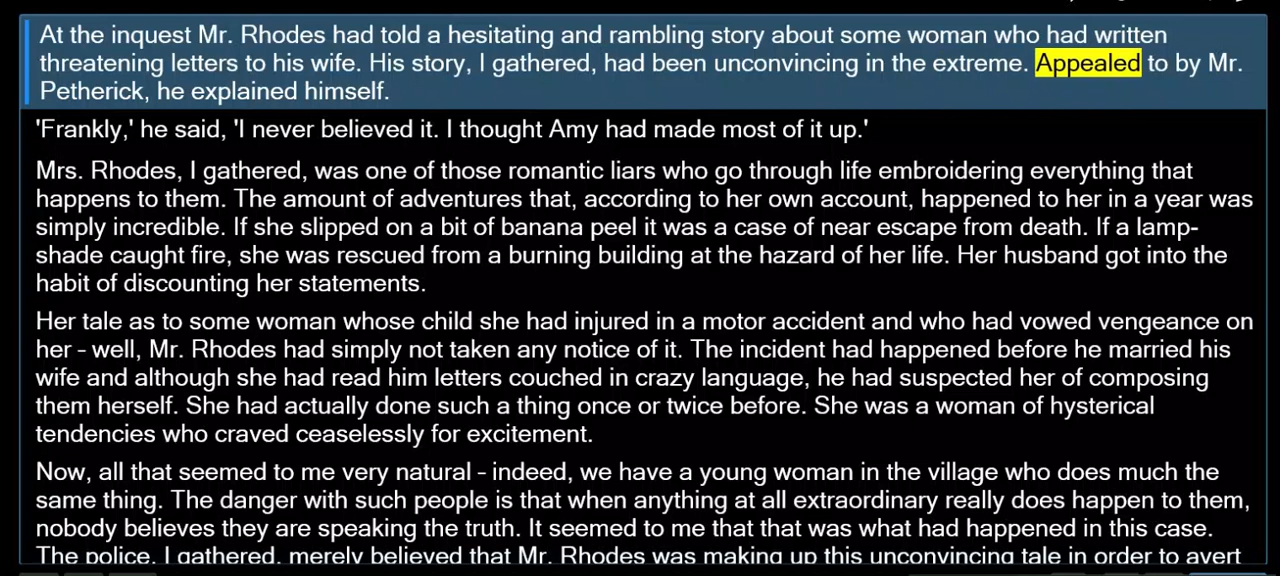 At the inquest Mr. Rhodes had told a hesitating and rambling story about some woman who had written
threatening letters to his wife. His story, I gathered, had been unconvincing in the extreme. Appealed to by Mr.
Petherick, he explained himself.
'Frankly,' he said, 'I never believed it. I thought Amy had made most of it up.'
Mrs. Rhodes, I gathered, was one of those romantic liars who go through life embroidering everything that
happens to them. The amount of adventures that, according to her own account, happened to her in a year was
simply incredible. If she slipped on a bit of banana peel it was a case of near escape from death. If a lamp-
shade caught fire, she was rescued from a burning building at the hazard of her life. Her husband got into the
habit of discounting her statements.
Her tale as to some woman whose child she had injured in a motor accident and who had vowed vengeance on
her – well, Mr. Rhodes had simply not taken any notice of it. The incident had happened before he married his
wife and although she had read him letters couched in crazy language, he had suspected her of composing
them herself. She had actually done such a thing once or twice before. She was a woman of hysterical
tendencies who craved ceaselessly for excitement.
Now, all that seemed to me very natural – indeed, we have a young woman in the village who does much the
same thing. The danger with such people is that when anything at all extraordinary really does happen to them,
nobody believes they are speaking the truth. It seemed to me that that was what had happened in this case.
The police, I gathered, merely believed that Mr. Rhodes was making up this unconvincing tale in order to avert